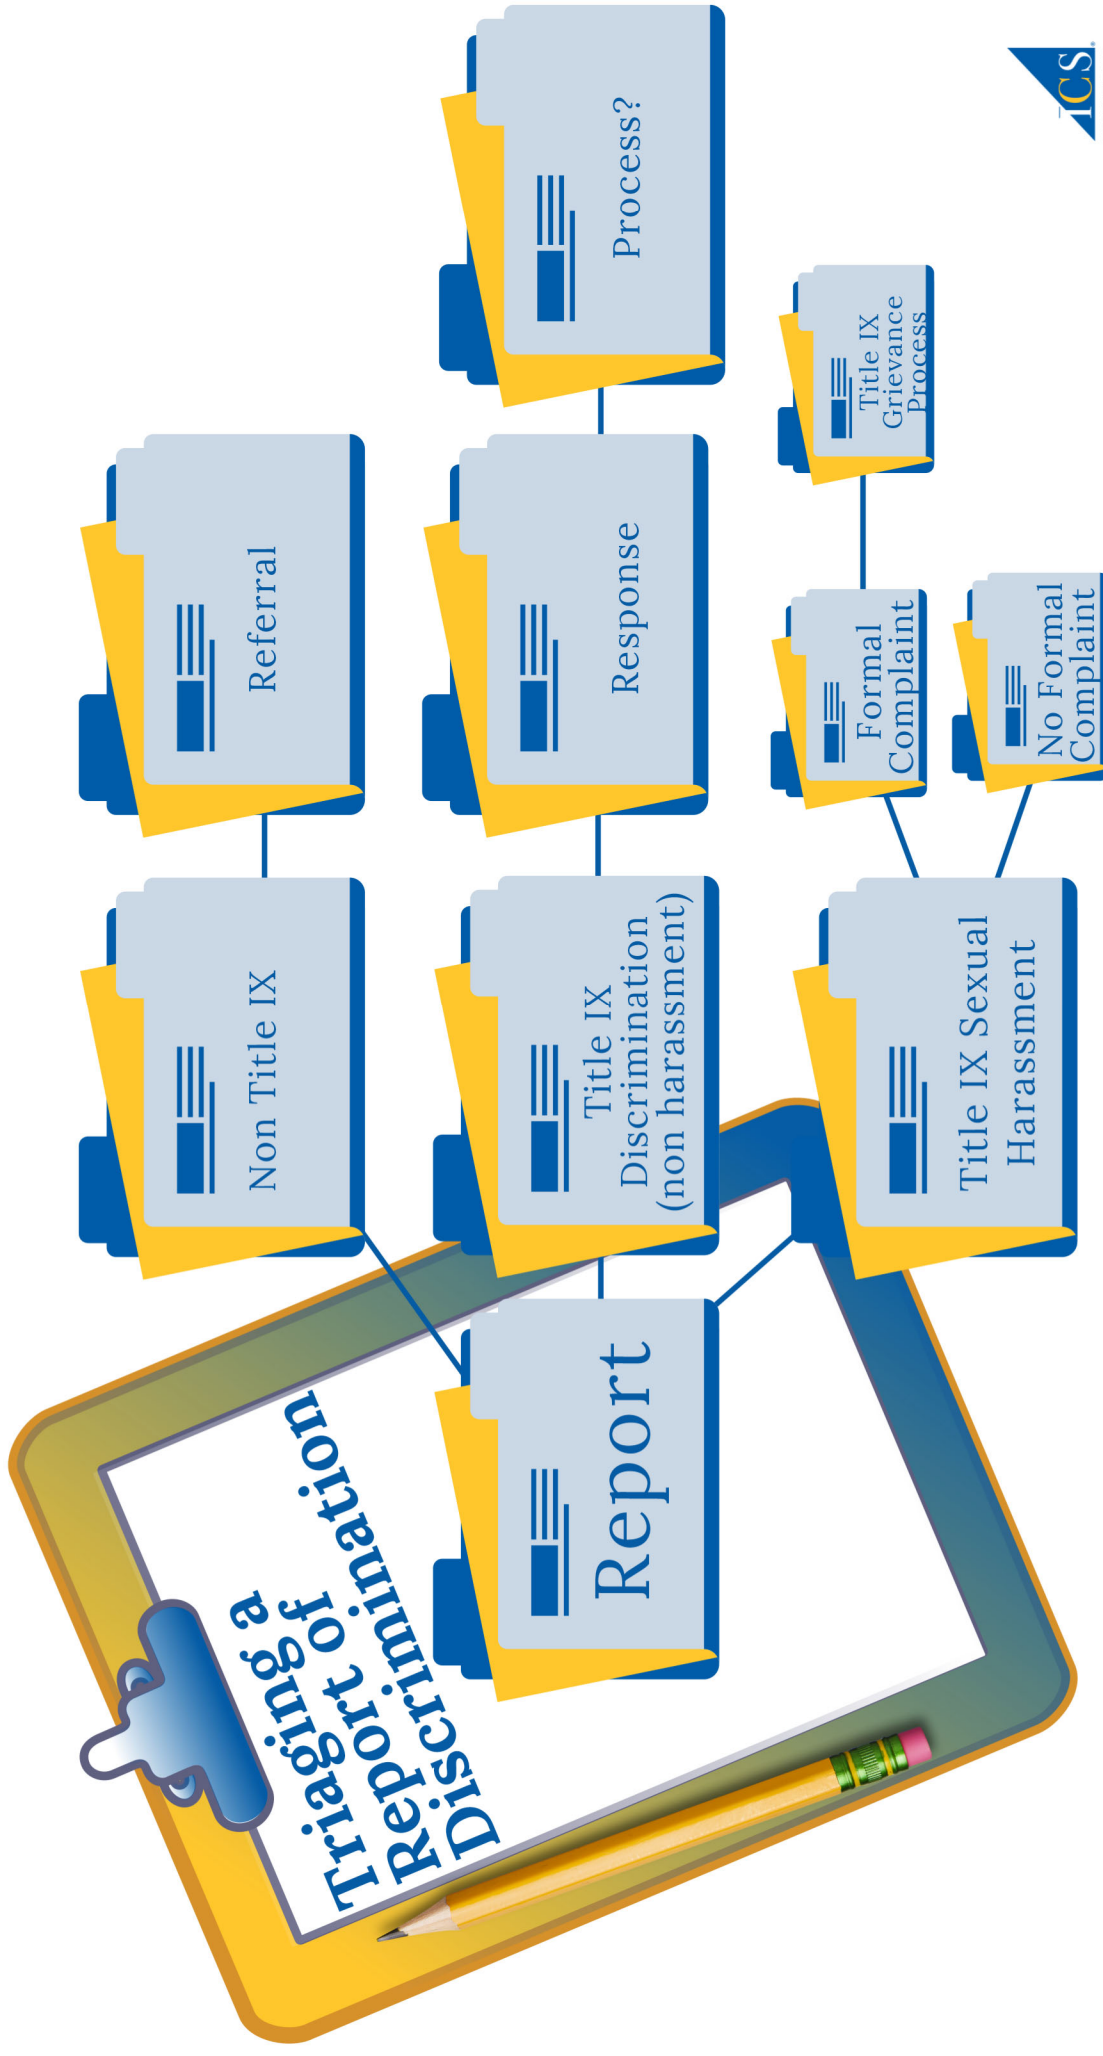 Triaging a
Report of
Discrimination
Report
Non Title IX
Referral
Title IX
Discrimination
(non harassment)
Response
Process?
Title IX Sexual
Harassment
Formal
Complaint
Title IX
Grievance
Process
No Formal
Complaint
ICS